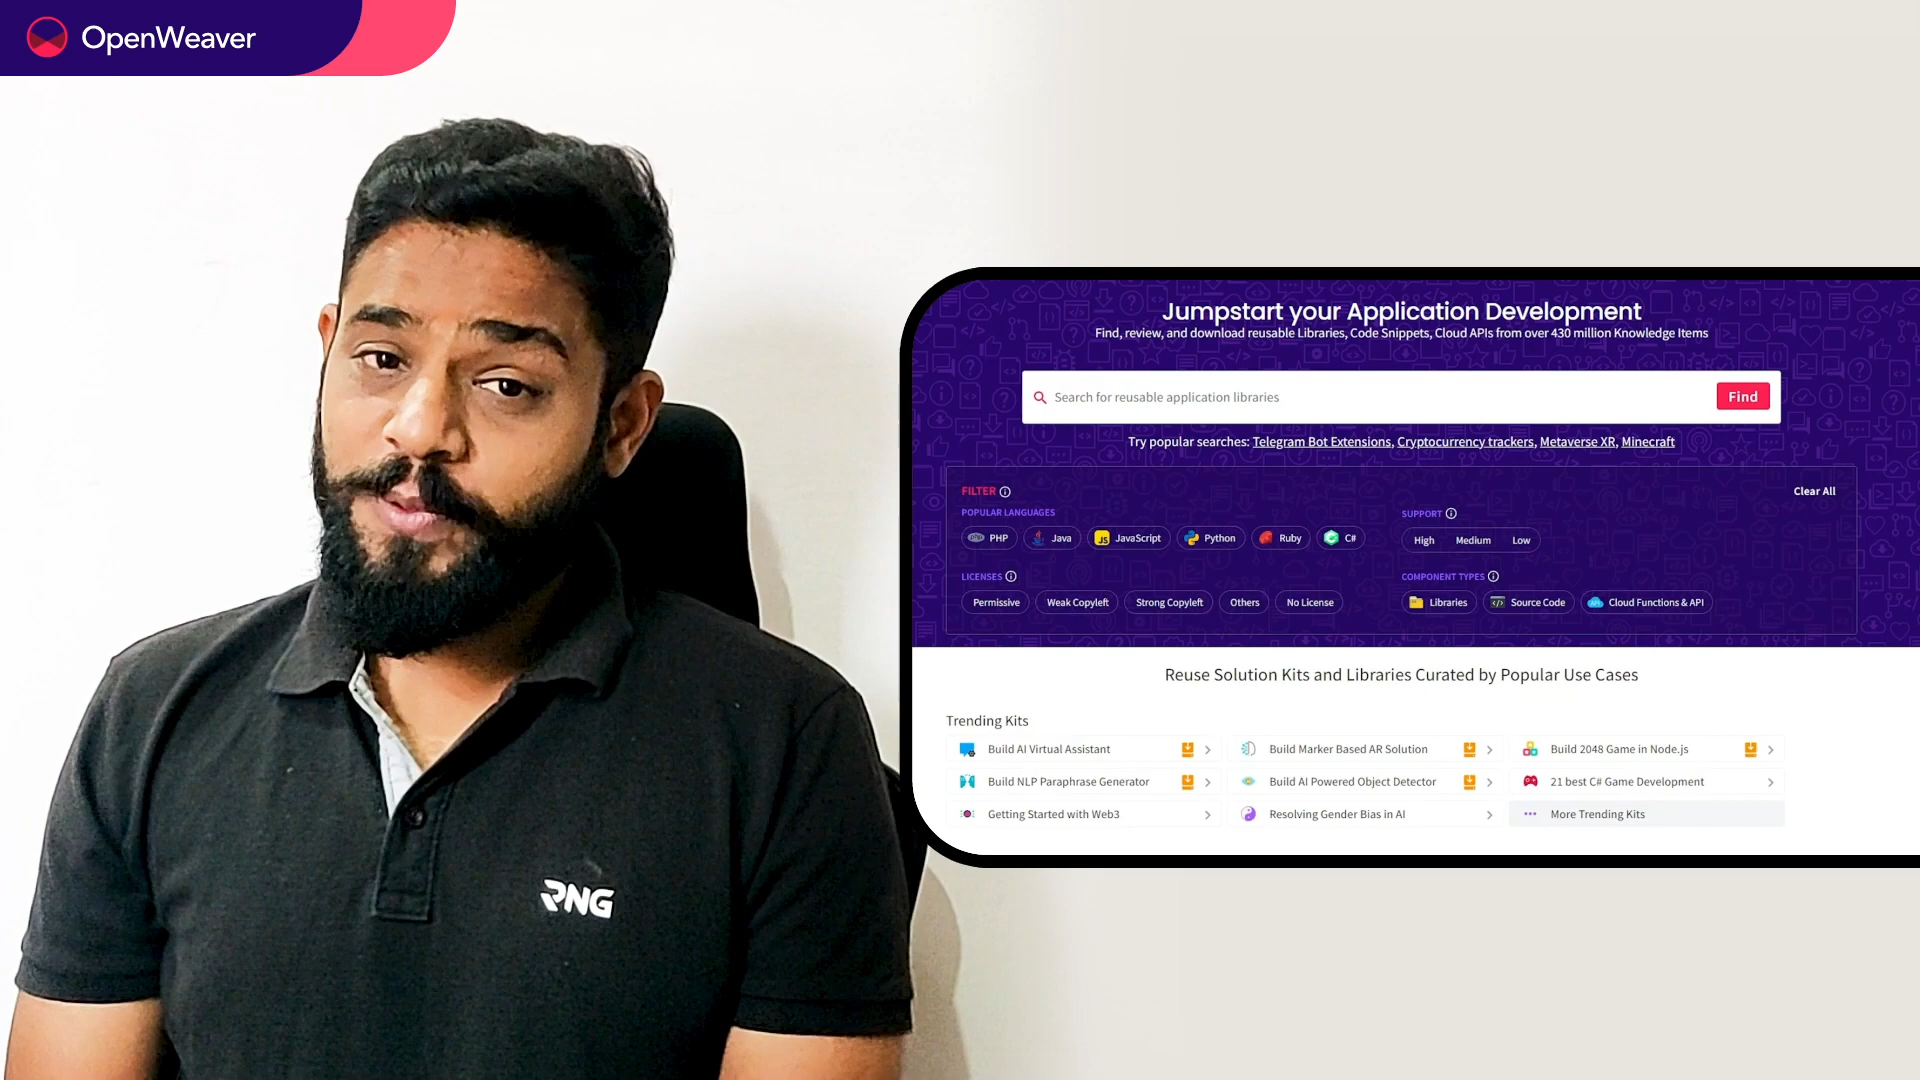 OpenWeaver
Jumpstart your Application Development
Find, review, and download reusable Libraries, Code Snippets, Cloud APIs from over 430 million Knowledge Items
Search for reusable application libraries
Find
Try popular searches: Telegram Bot Extensions, Cryptocurrency trackers, Metaverse XR, Minecraft
FILTER
Clear All
POPULAR LANGUAGES
SUPPORT
PHP Java JavaScript Python Ruby C#
High Medium Low
LICENSES
COMPONENT TYPES
Permissive Weak Copyleft Strong Copyleft Others No License
Libraries Source Code Cloud Functions & API
Reuse Solution Kits and Libraries Curated by Popular Use Cases
Trending Kits
Build AI Virtual Assistant
Build Marker Based AR Solution
Build 2048 Game in Node.js
Build NLP Paraphrase Generator
Build AI Powered Object Detector
21 best C# Game Development
Getting Started with Web3
Resolving Gender Bias in AI
More Trending Kits
RNG